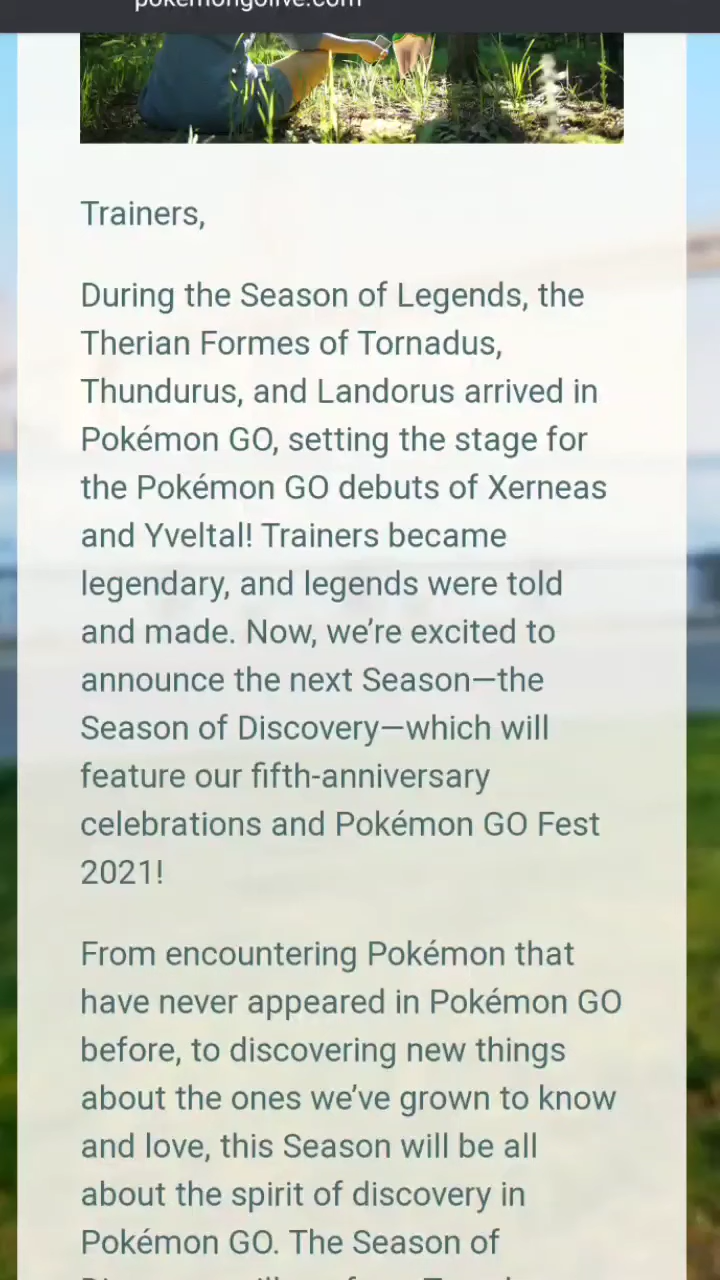 pokemongolive.com
Trainers,
During the Season of Legends, the
Therian Formes of Tornadus,
Thundurus, and Landorus arrived in
Pokémon GO, setting the stage for
the Pokémon GO debuts of Xerneas
and Yveltal! Trainers became
legendary, and legends were told
and made. Now, we’re excited to
announce the next Season—the
Season of Discovery—which will
feature our fifth-anniversary
celebrations and Pokémon GO Fest
2021!
From encountering Pokémon that
have never appeared in Pokémon GO
before, to discovering new things
about the ones we’ve grown to know
and love, this Season will be all
about the spirit of discovery in
Pokémon GO. The Season of